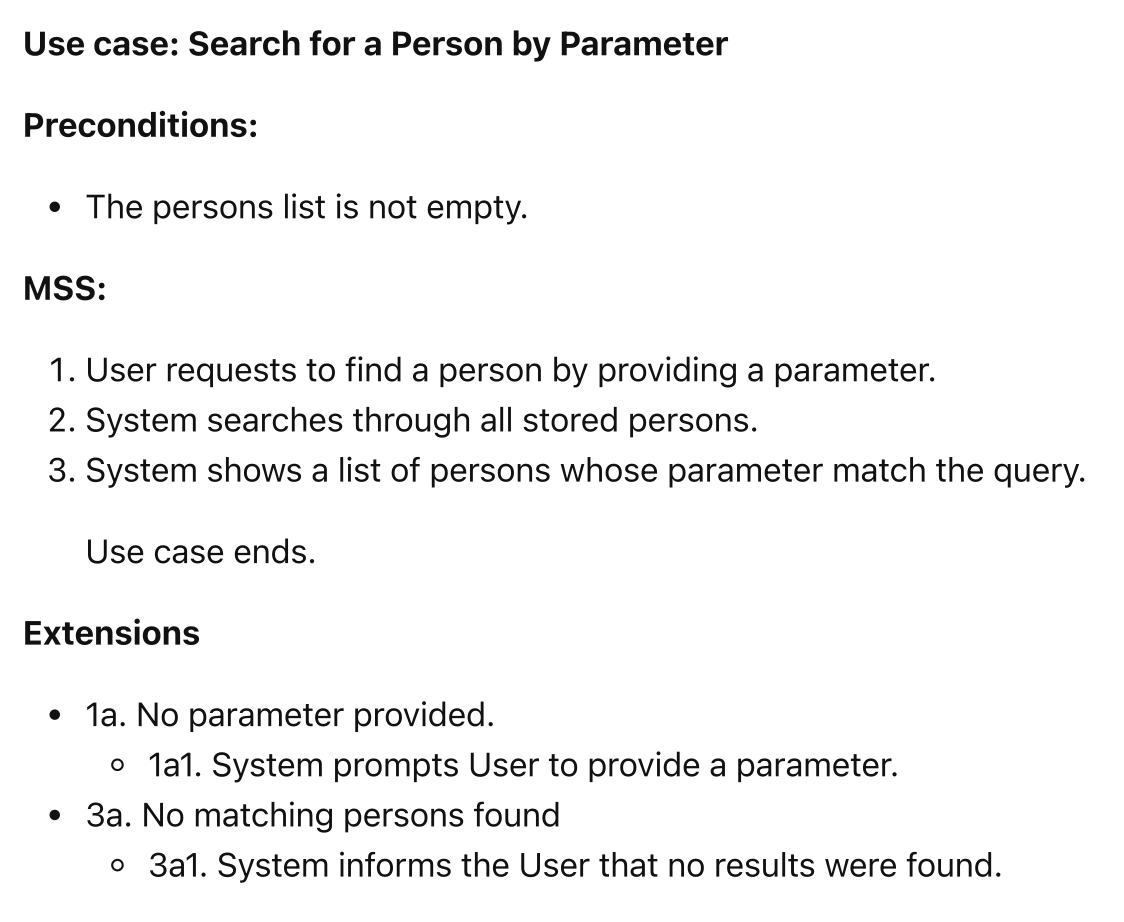 Use case: Search for a Person by Parameter
Preconditions:
• The persons list is not empty.
MSS:
1. User requests to find a person by providing a parameter.
2. System searches through all stored persons.
3. System shows a list of persons whose parameter match the query.
Use case ends.
Extensions
• 1a. No parameter provided.
◦ 1a1. System prompts User to provide a parameter.
• 3a. No matching persons found
◦ 3a1. System informs the User that no results were found.